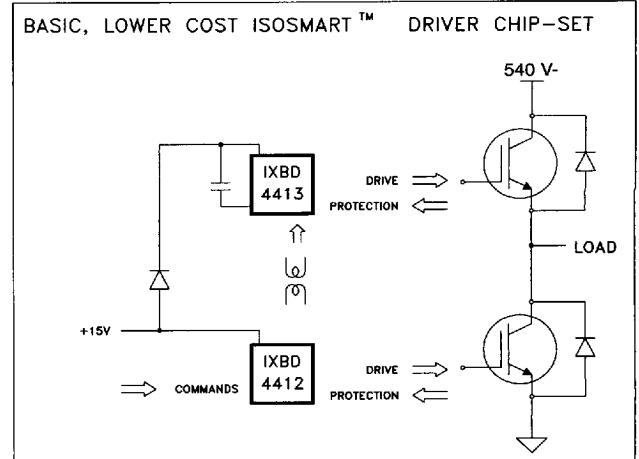 BASIC, LOWER COST ISOSMART™ DRIVER CHIP-SET
540 V-
IXBD
4413
DRIVE
PROTECTION
LOAD
+15V
IXBD
4412
COMMANDS
DRIVE
PROTECTION